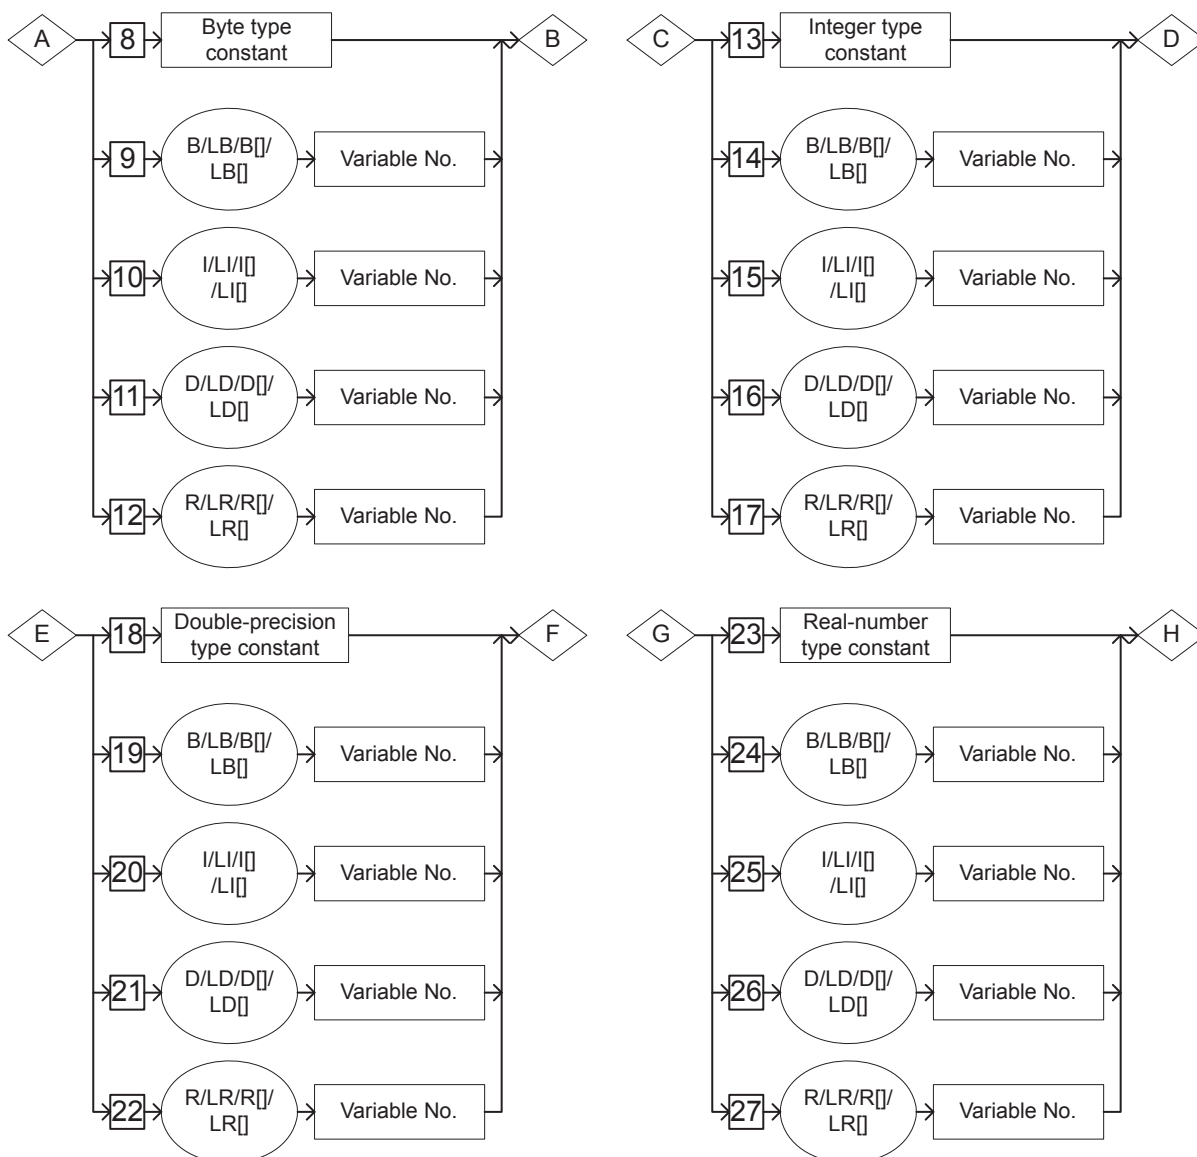 A
8
Byte type
constant
B
9
B/LB/B[]/
LB[]
Variable No.
10
I/LI/I[]
/LI[]
Variable No.
11
D/LD/D[]/
LD[]
Variable No.
12
R/LR/R[]/
LR[]
Variable No.
C
13
Integer type
constant
D
14
B/LB/B[]/
LB[]
Variable No.
15
I/LI/I[]
/LI[]
Variable No.
16
D/LD/D[]/
LD[]
Variable No.
17
R/LR/R[]/
LR[]
Variable No.
E
18
Double-precision
type constant
F
19
B/LB/B[]/
LB[]
Variable No.
20
I/LI/I[]
/LI[]
Variable No.
21
D/LD/D[]/
LD[]
Variable No.
22
R/LR/R[]/
LR[]
Variable No.
G
23
Real-number
type constant
H
24
B/LB/B[]/
LB[]
Variable No.
25
I/LI/I[]
/LI[]
Variable No.
26
D/LD/D[]/
LD[]
Variable No.
27
R/LR/R[]/
LR[]
Variable No.